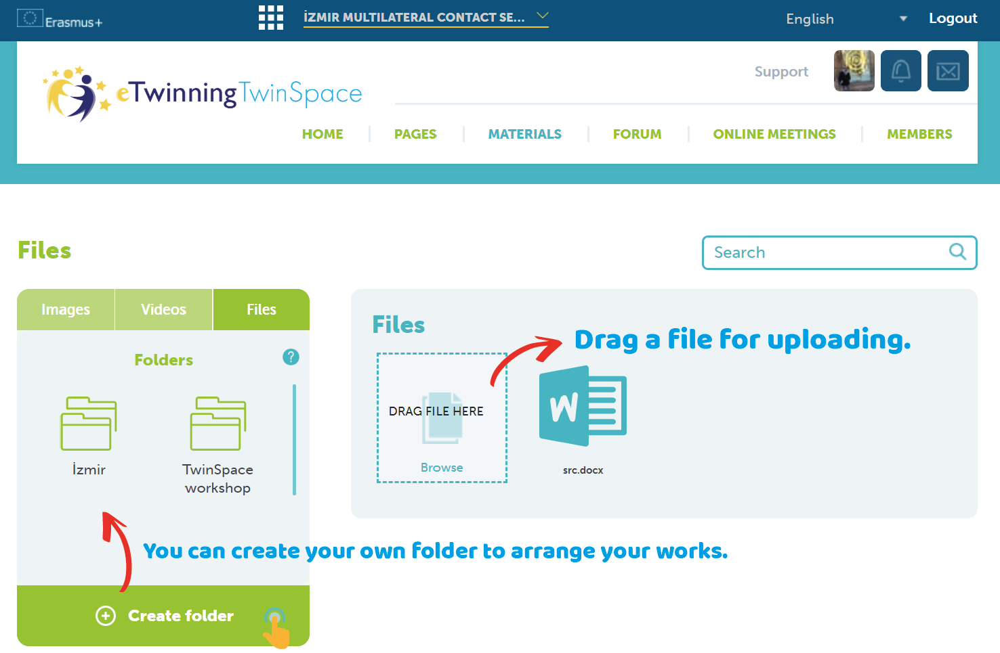 Erasmus+
İZMIR MULTILATERAL CONTACT SE...
English
Logout
eTwinning TwinSpace
Support
HOME
PAGES
MATERIALS
FORUM
ONLINE MEETINGS
MEMBERS
Files
Search
Images
Videos
Files
Folders
?
İzmir
TwinSpace
workshop
Create folder
Files
DRAG FILE HERE
Browse
W
src.docx
Drag a file for uploading.
You can create your own folder to arrange your works.